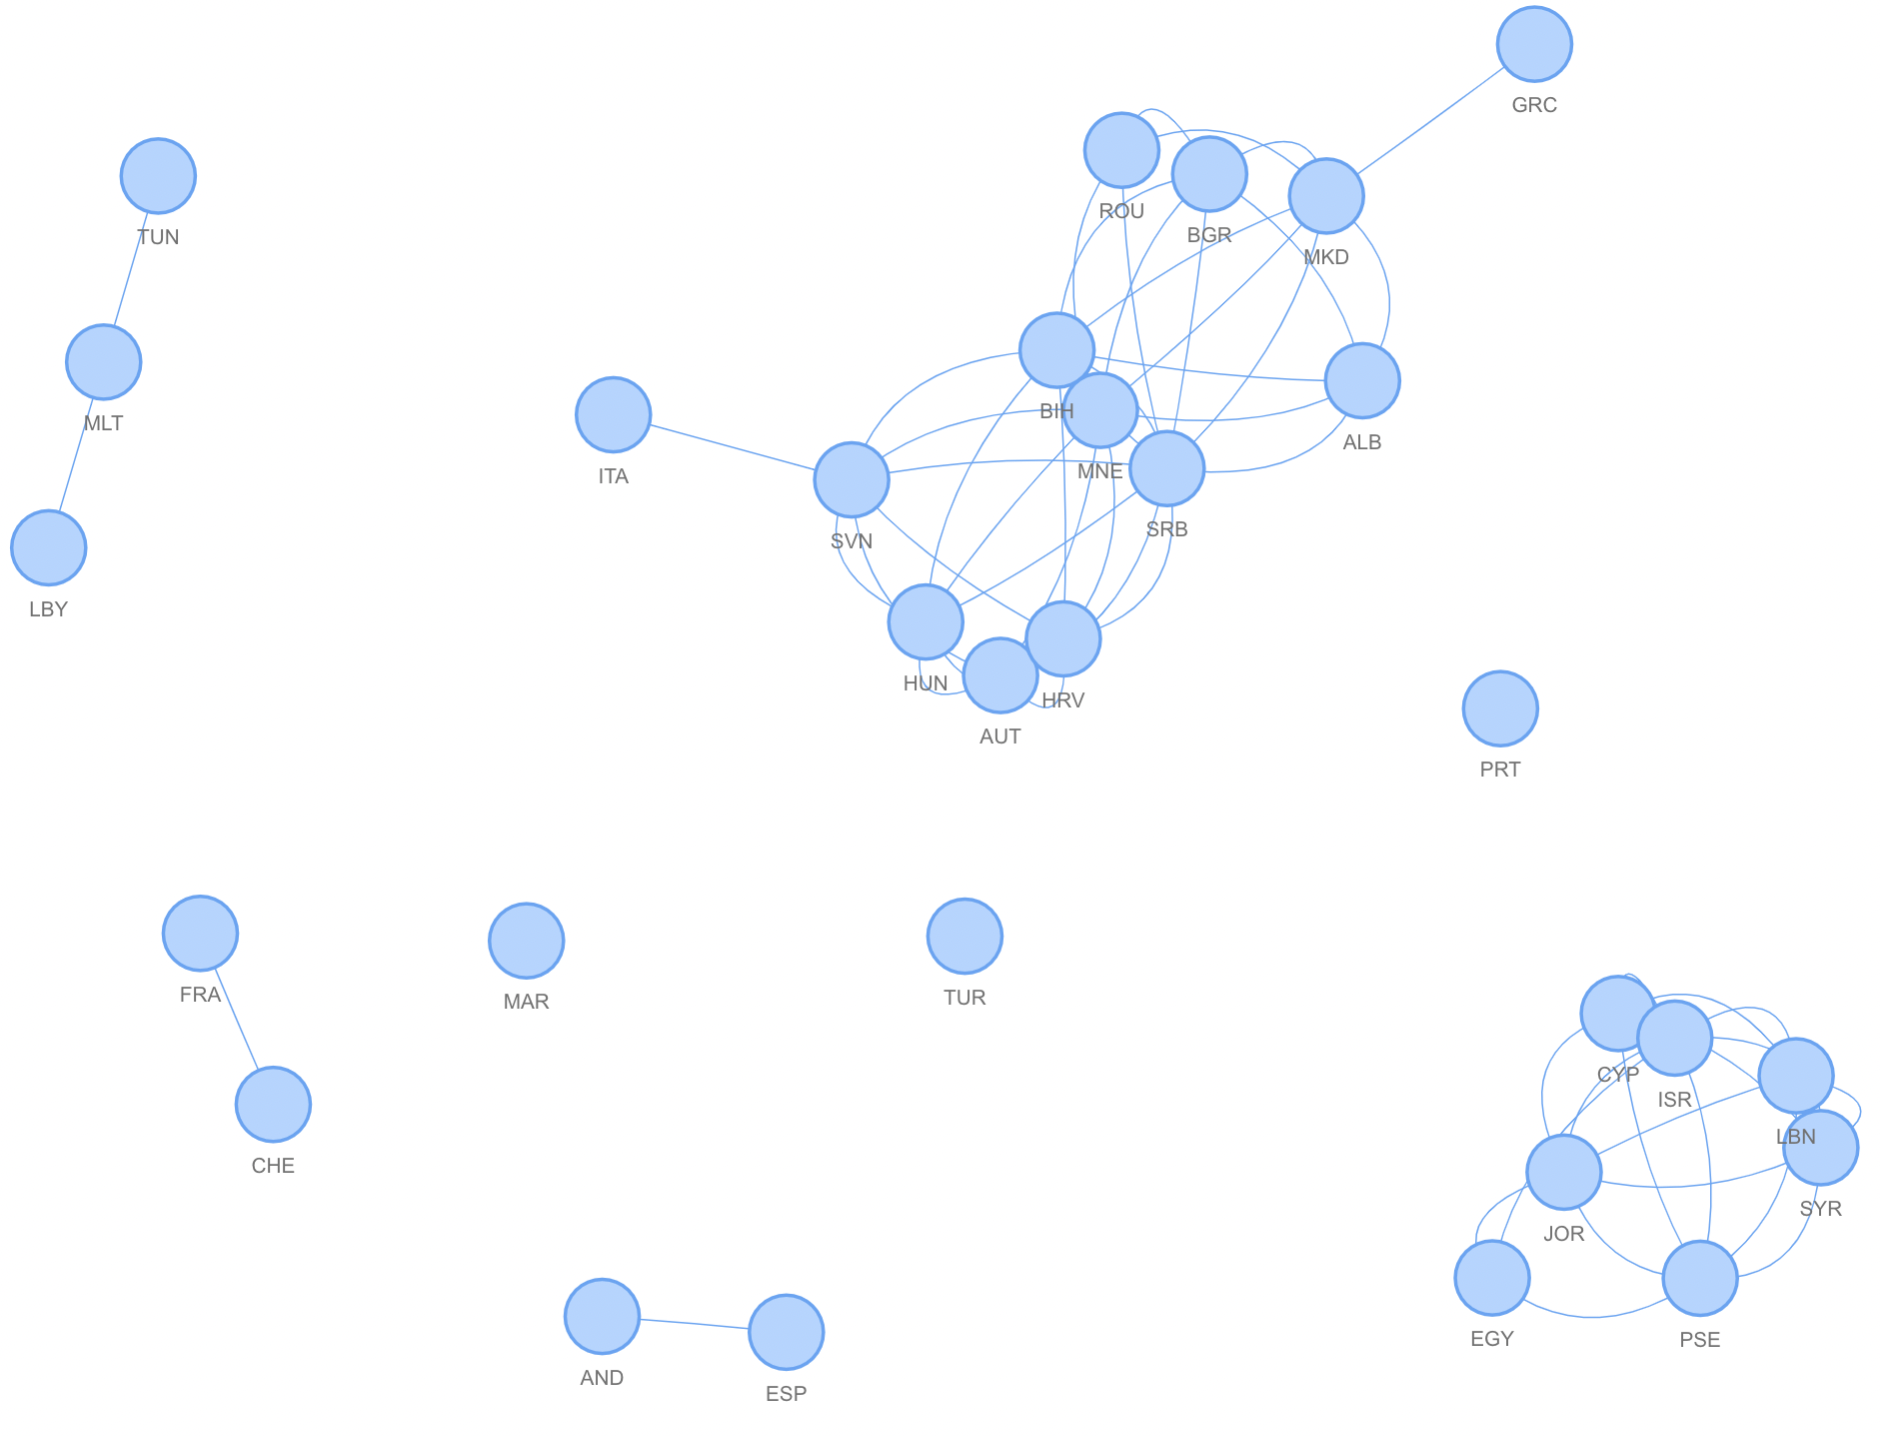 GRC
ROU
TUN
BGR
MKD
BIH
MLT
ALB
MNE
ITA
SRB
SVN
LBY
HUN
HRV
AUT
PRT
FRA
MAR
TUR
CYP
ISR
LBN
CHE
SYR
JOR
EGY
PSE
AND
ESP